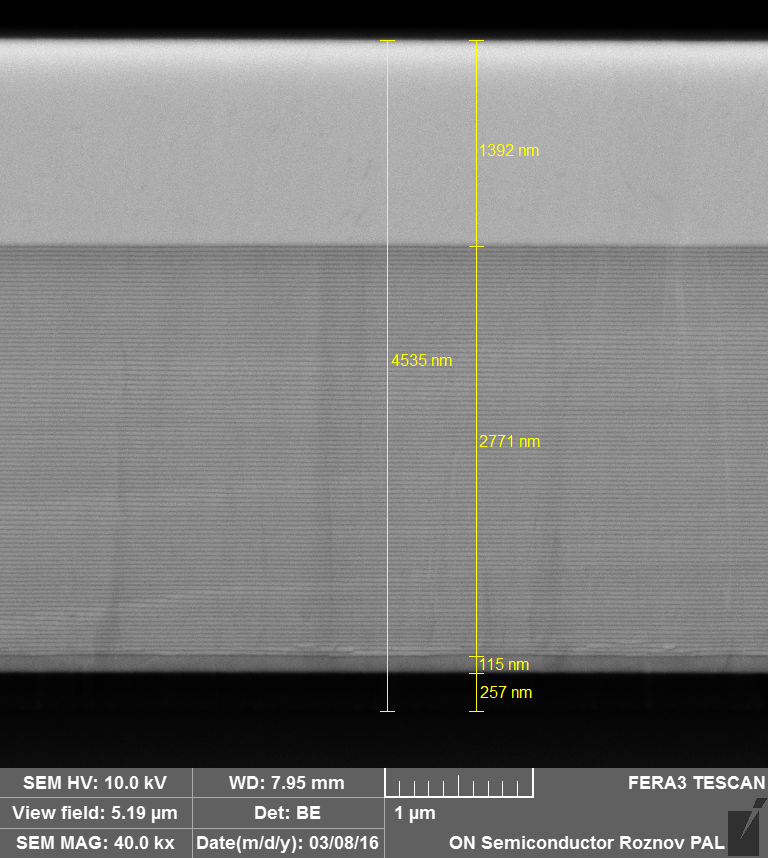 1392 nm
4535 nm
2771 nm
115 nm
257 nm
SEM HV: 10.0 kV
WD: 7.95 mm
FERA3 TESCAN
View field: 5.19 µm
Det: BE
1 µm
SEM MAG: 40.0 kx
Date(m/d/y): 03/08/16
ON Semiconductor Roznov PAL